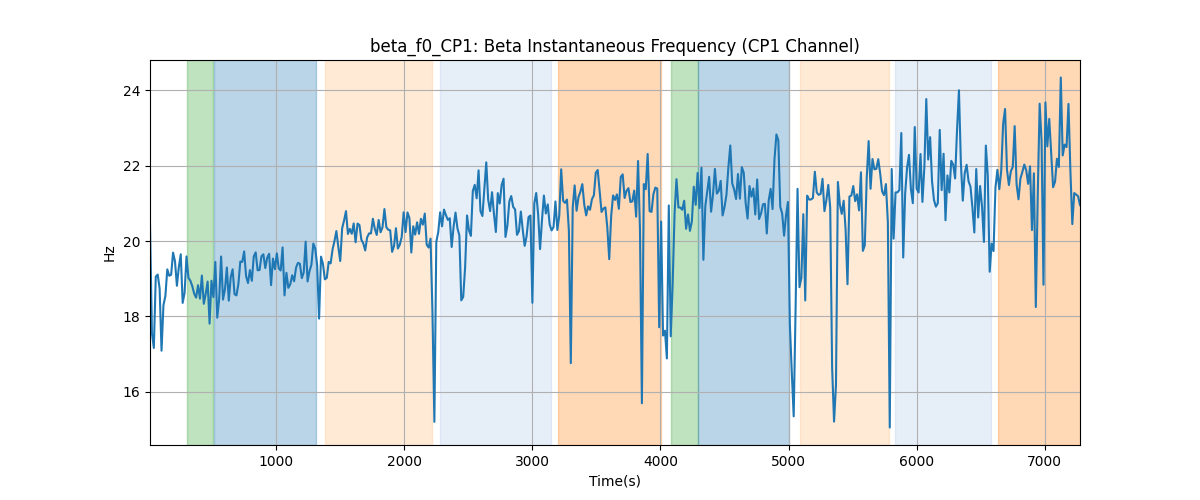 beta_f0_CP1: Beta Instantaneous Frequency (CP1 Channel)
24
22
20
18
16
Hz
1000 2000 3000 4000 5000 6000 7000
Time(s)